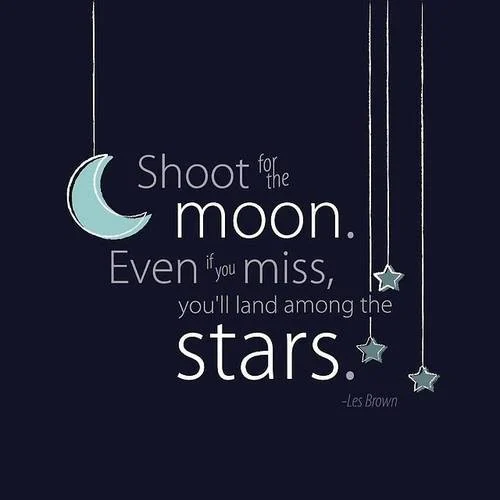 Shoot for the
moon.
Even if you miss,
you'll land among the
stars.
-Les Brown